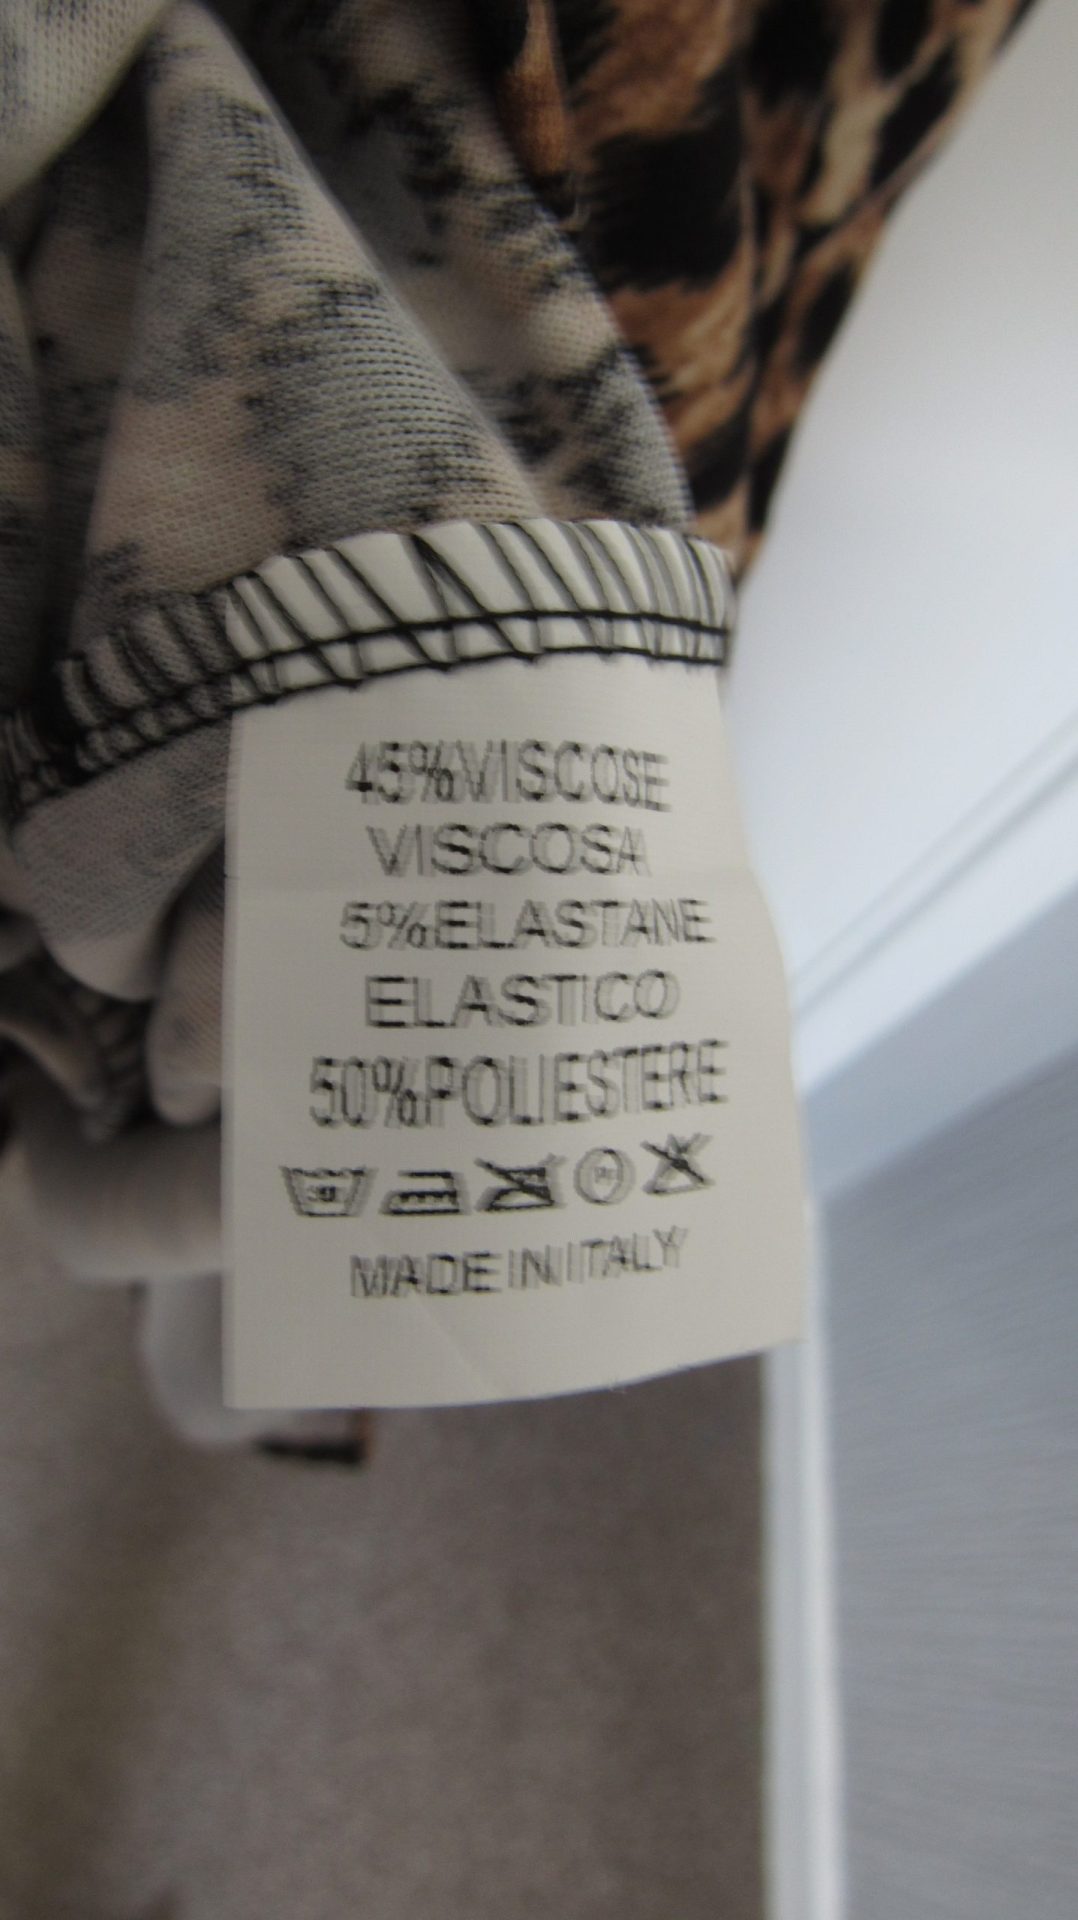 45%VISCOSE
VISCOSA
5%ELASTANE
ELASTICO
50%POLIESTERE
MADE IN ITALY